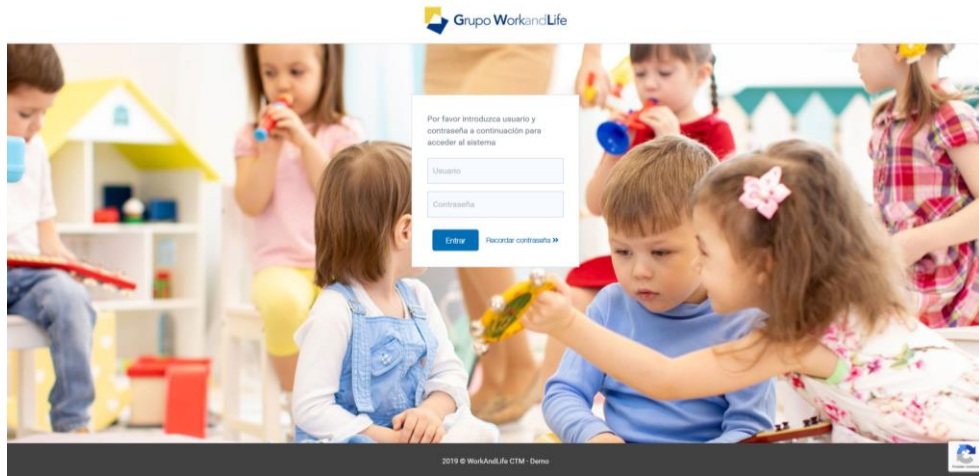 Grupo WorkandLife
Por favor introduzca usuario y
contraseña a continuación para
acceder al sistema
Usuario
Contraseña
Entrar
Recordar contraseña »
2019 © WorkAndLife CTM - Demo